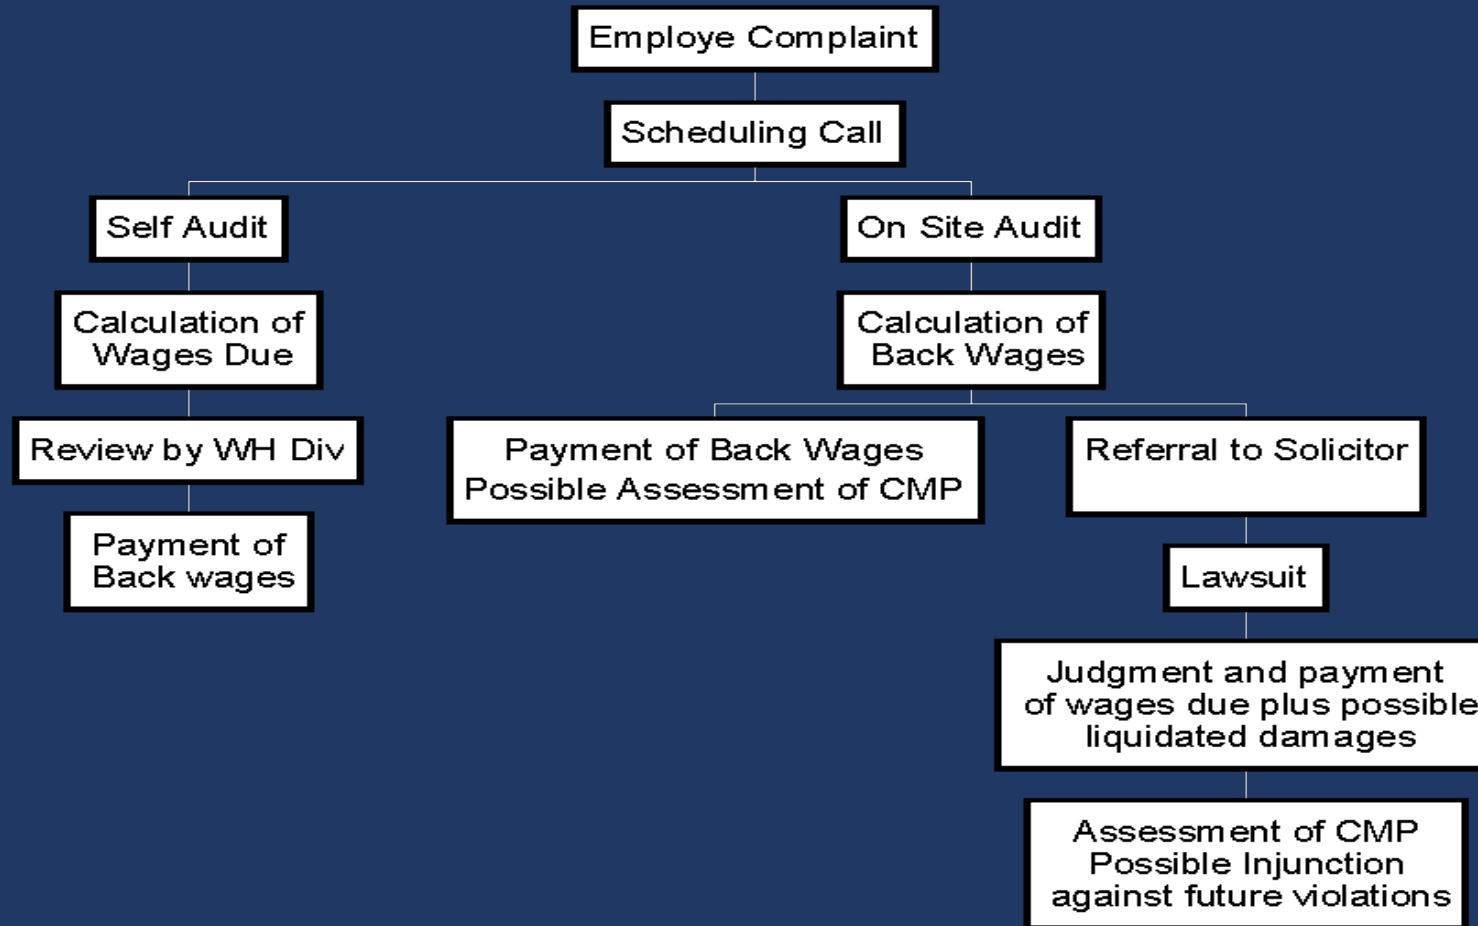 Employe Complaint
Scheduling Call
Self Audit
On Site Audit
Calculation of
Wages Due
Calculation of
Back Wages
Review by WH Div
Payment of Back Wages
Possible Assessment of CMP
Referral to Solicitor
Payment of
Back wages
Lawsuit
Judgment and payment
of wages due plus possible
liquidated damages
Assessment of CMP
Possible Injunction
against future violations